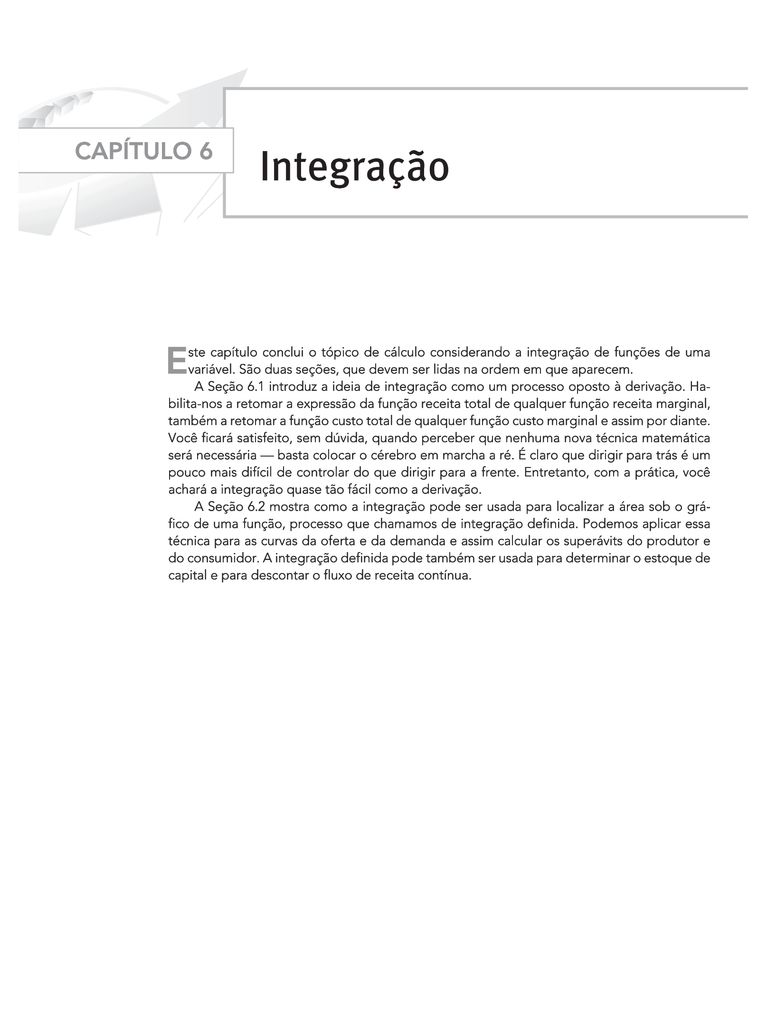 CAPÍTULO 6
Integração
Este capítulo conclui o tópico de cálculo considerando a integração de funções de uma
variável. São duas seções, que devem ser lidas na ordem em que aparecem.
A Seção 6.1 introduz a ideia de integração como um processo oposto à derivação. Ha-
bilita-nos a retomar a expressão da função receita total de qualquer função receita marginal,
também a retomar a função custo total de qualquer função custo marginal e assim por diante.
Você ficará satisfeito, sem dúvida, quando perceber que nenhuma nova técnica matemática
será necessária — basta colocar o cérebro em marcha a ré. É claro que dirigir para trás é um
pouco mais difícil de controlar do que dirigir para a frente. Entretanto, com a prática, você
achará a integração quase tão fácil como a derivação.
A Seção 6.2 mostra como a integração pode ser usada para localizar a área sob o grá-
fico de uma função, processo que chamamos de integração definida. Podemos aplicar essa
técnica para as curvas da oferta e da demanda e assim calcular os superávits do produtor e
do consumidor. A integração definida pode também ser usada para determinar o estoque de
capital e para descontar o fluxo de receita contínua.